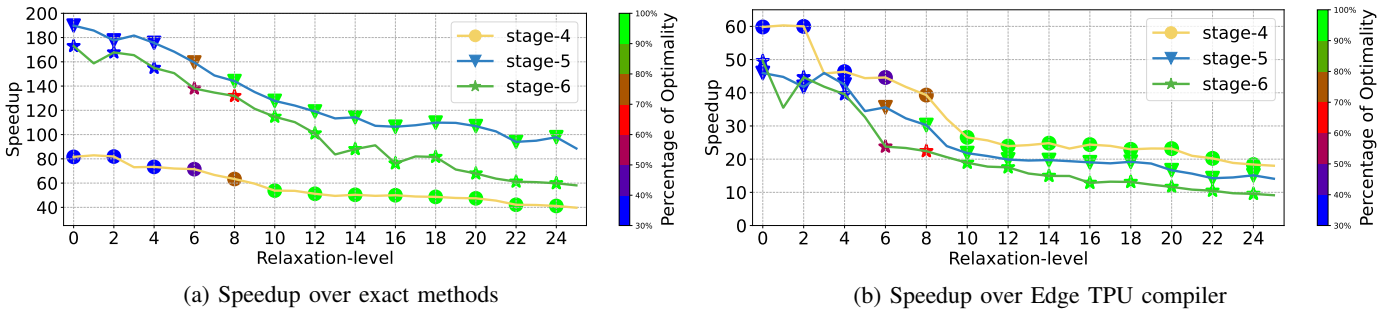 200
180
160
140
120
100
80
60
40
Speedup
0 2 4 6 8 10 12 14 16 18 20 22 24
Relaxation-level
stage-4
stage-5
stage-6
100%
90%
80%
70%
60%
50%
40%
30%
Percentage of Optimality
(a) Speedup over exact methods
60
50
40
30
20
10
0
Speedup
0 2 4 6 8 10 12 14 16 18 20 22 24
Relaxation-level
stage-4
stage-5
stage-6
100%
90%
80%
70%
60%
50%
40%
30%
Percentage of Optimality
(b) Speedup over Edge TPU compiler